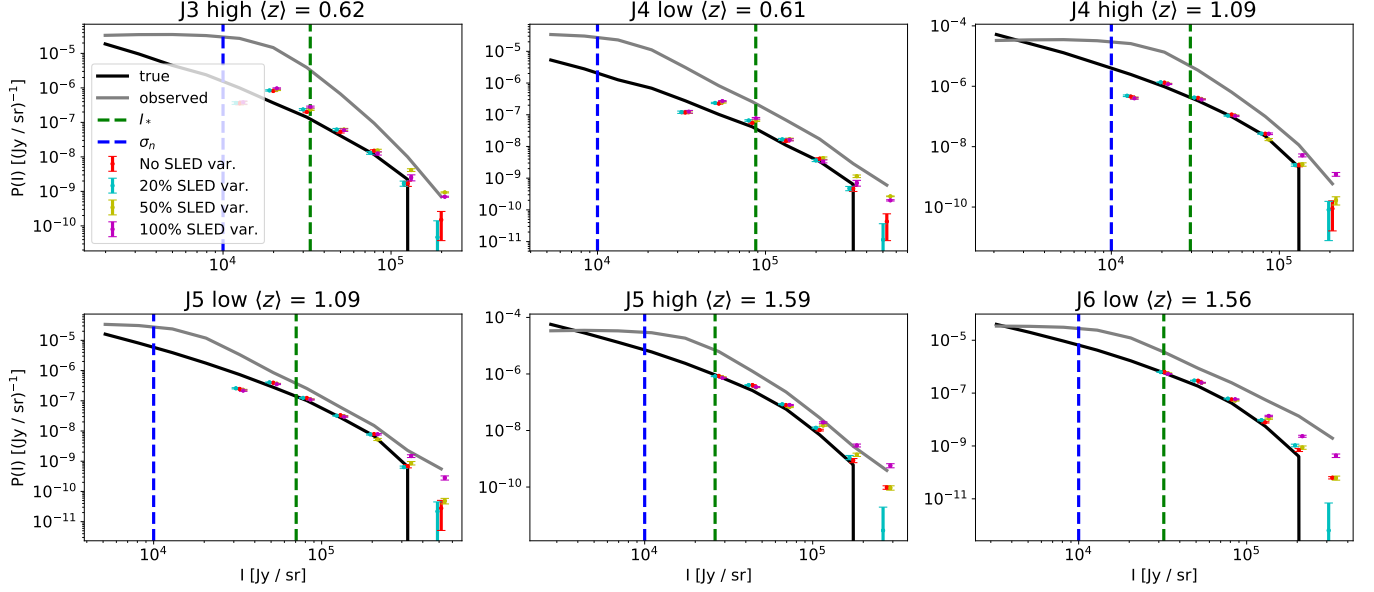 J3 high ⟨z⟩ = 0.62
J4 low ⟨z⟩ = 0.61
J4 high ⟨z⟩ = 1.09
P(I) [(Jy / sr)⁻¹]
10⁻⁵
10⁻⁶
10⁻⁷
10⁻⁸
10⁻⁹
10⁻¹⁰
true
observed
I*
σₙ
No SLED var.
20% SLED var.
50% SLED var.
100% SLED var.
10⁴
10⁵
10⁻⁵
10⁻⁶
10⁻⁷
10⁻⁸
10⁻⁹
10⁻¹⁰
10⁻¹¹
10⁴
10⁵
10⁻⁴
10⁻⁶
10⁻⁸
10⁻¹⁰
10⁴
10⁵
J5 low ⟨z⟩ = 1.09
J5 high ⟨z⟩ = 1.59
J6 low ⟨z⟩ = 1.56
P(I) [(Jy / sr)⁻¹]
10⁻⁵
10⁻⁶
10⁻⁷
10⁻⁸
10⁻⁹
10⁻¹⁰
10⁻¹¹
10⁴
10⁵
I [Jy / sr]
10⁻⁴
10⁻⁶
10⁻⁸
10⁻¹⁰
10⁴
10⁵
I [Jy / sr]
10⁻⁵
10⁻⁷
10⁻⁹
10⁻¹¹
10⁴
10⁵
I [Jy / sr]